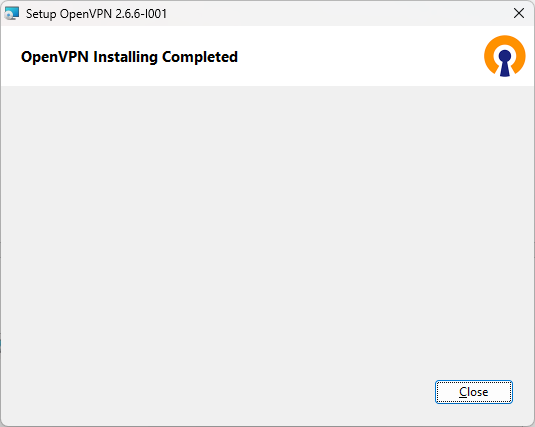 Setup OpenVPN 2.6.6-I001
OpenVPN Installing Completed
Close